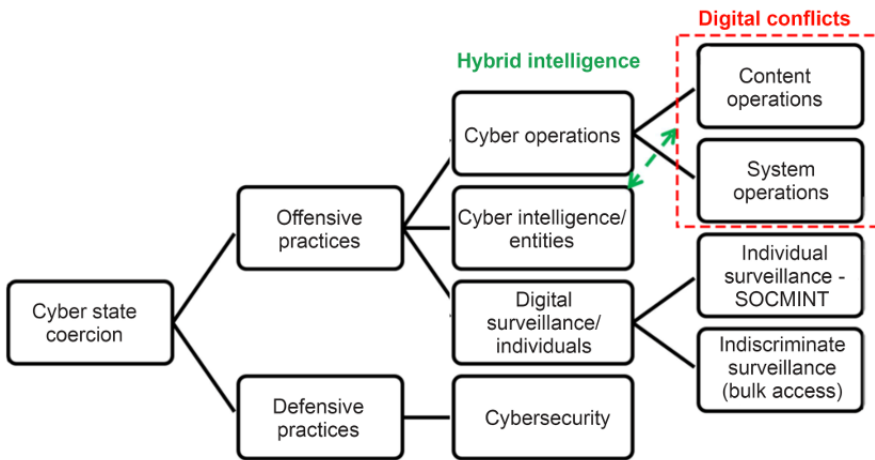 Digital conflicts
Hybrid intelligence
Content
operations
Cyber operations
System
operations
Offensive
practices
Cyber intelligence/
entities
Individual
surveillance -
SOCMINT
Cyber state
coercion
Digital
surveillance/
individuals
Indiscriminate
surveillance
(bulk access)
Defensive
practices
Cybersecurity